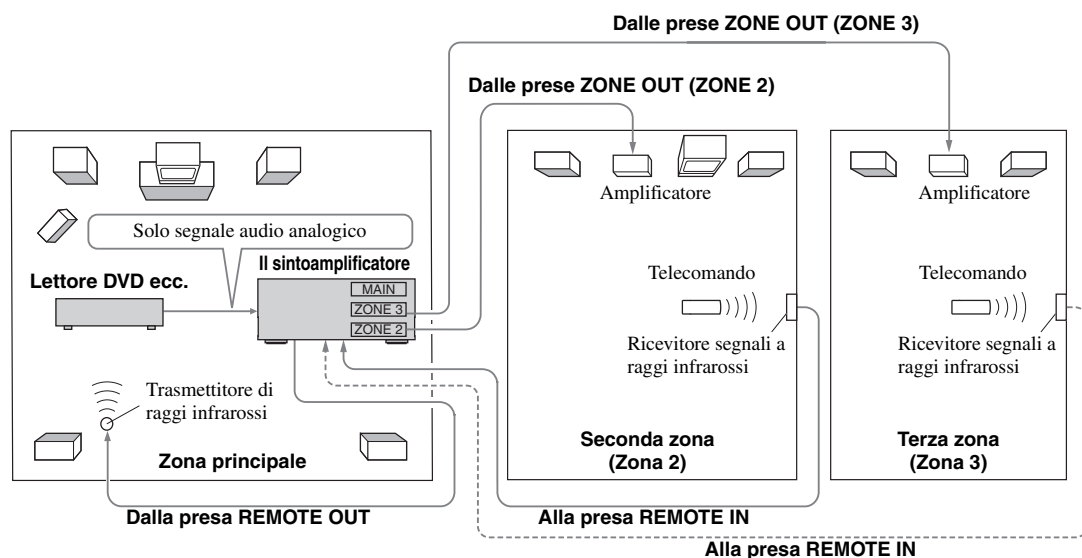 Dalle prese ZONE OUT (ZONE 3)
Dalle prese ZONE OUT (ZONE 2)
Amplificatore
Amplificatore
Solo segnale audio analogico
Il sintoamplificatore
Lettore DVD ecc.
MAIN
ZONE 3
ZONE 2
Telecomando
Telecomando
Ricevitore segnali a
raggi infrarossi
Ricevitore segnali a
raggi infrarossi
Trasmettitore di
raggi infrarossi
Zona principale
Seconda zona
(Zona 2)
Terza zona
(Zona 3)
Dalla presa REMOTE OUT
Alla presa REMOTE IN
Alla presa REMOTE IN